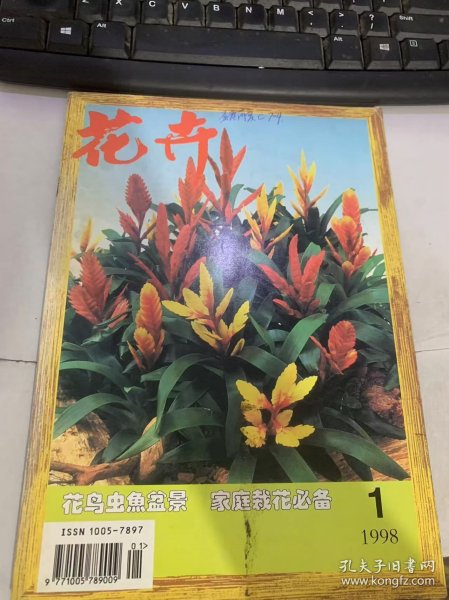 花卉
花鸟虫魚盆景 家庭栽花必备
1
1998
ISSN 1005-7897
01>
9 771005 789009
孔夫子旧书网
www.kongfz.com